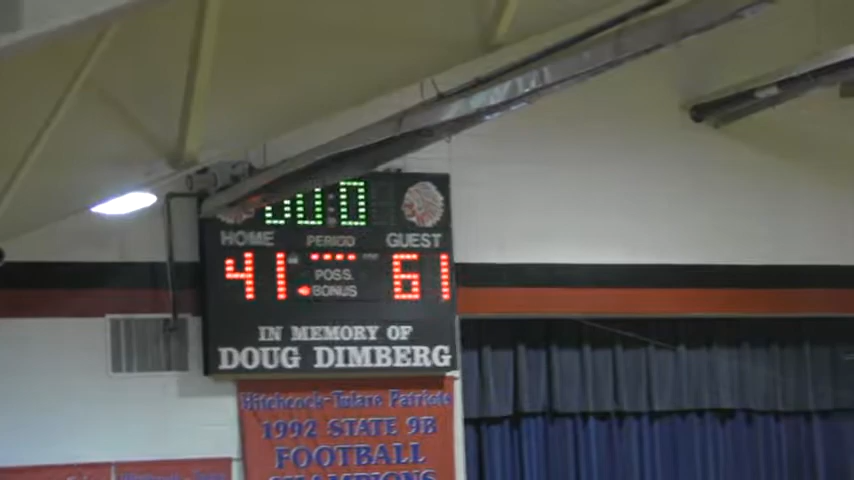 00:0
HOME PERIOD GUEST
41 61
POSS.
BONUS
IN MEMORY OF
DOUG DIMBERG
Hitchcock-Tulare Patriots
1992 STATE 9B
FOOTBALL
CHAMPIONS